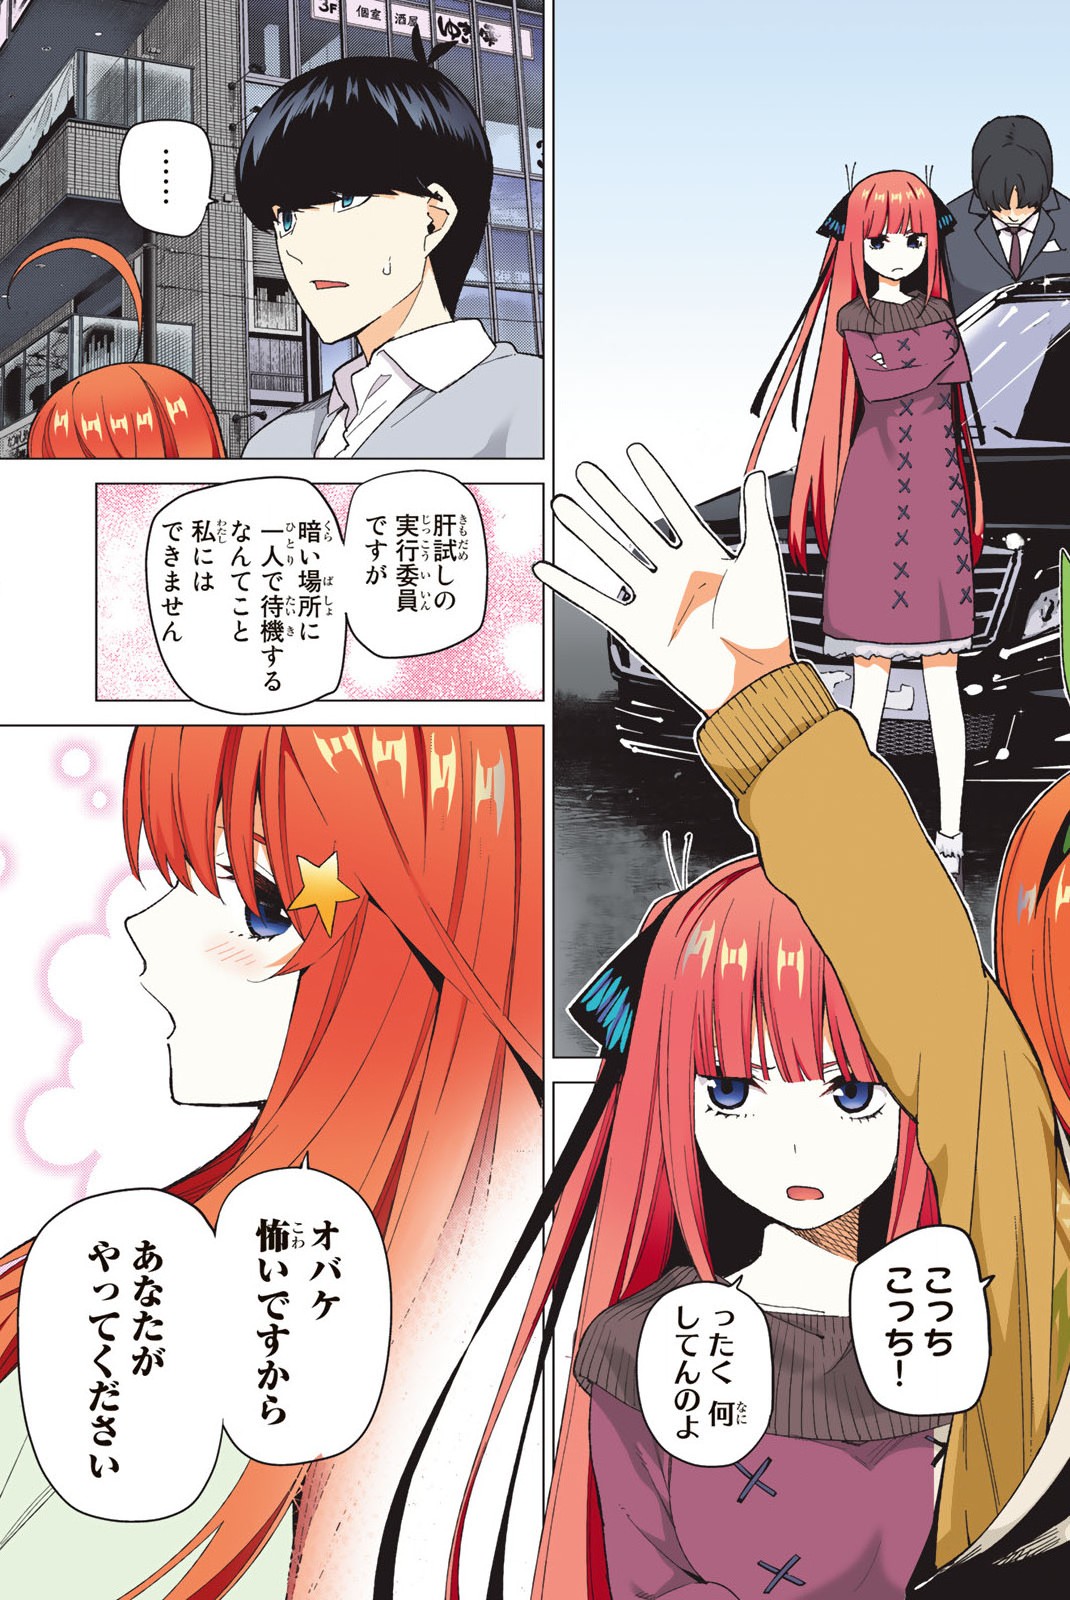 3F 個室 酒屋
……
肝試しの
実行委員
ですが
暗い場所に
一人で待機する
なんてこと
私には
できません
オバケ
怖いですから
あなたが
やってください
こっち
こっち！
ったく 何
してんのよ